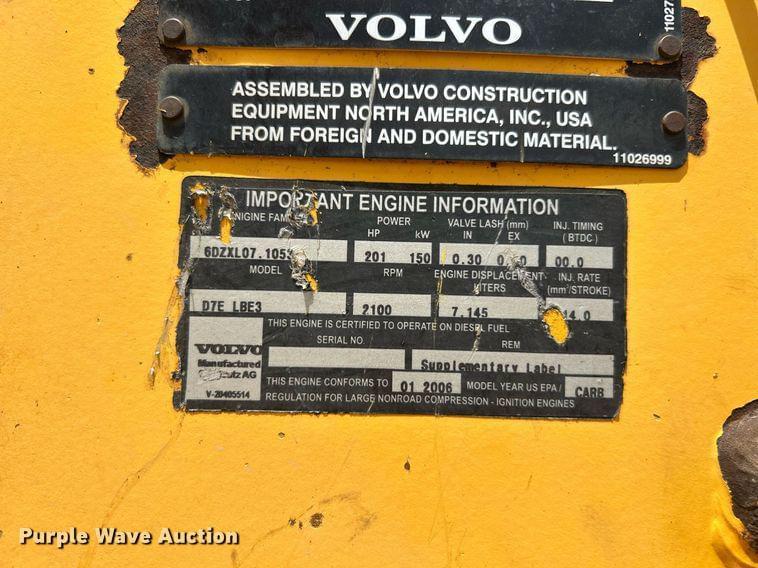 VOLVO
11027
ASSEMBLED BY VOLVO CONSTRUCTION
EQUIPMENT NORTH AMERICA, INC., USA
FROM FOREIGN AND DOMESTIC MATERIAL.
11026999
IMPORTANT ENGINE INFORMATION
POWER VALVE LASH (mm) INJ. TIMING
HP kW IN EX (BTDC)
201 150 0.30 00.0
MODEL RPM ENGINE DISPLACEMENT INJ. RATE
LITERS (mm³/STROKE)
D7E LBE3 2100 7.145
THIS ENGINE IS CERTIFIED TO OPERATE ON DIESEL FUEL
SERIAL NO. REM
VOLVO
Manufactured
AG
V-20405514
Supplementary Label
THIS ENGINE CONFORMS TO 01 2006 MODEL YEAR US EPA/ CARB
REGULATION FOR LARGE NONROAD COMPRESSION - IGNITION ENGINES
Purple Wave Auction